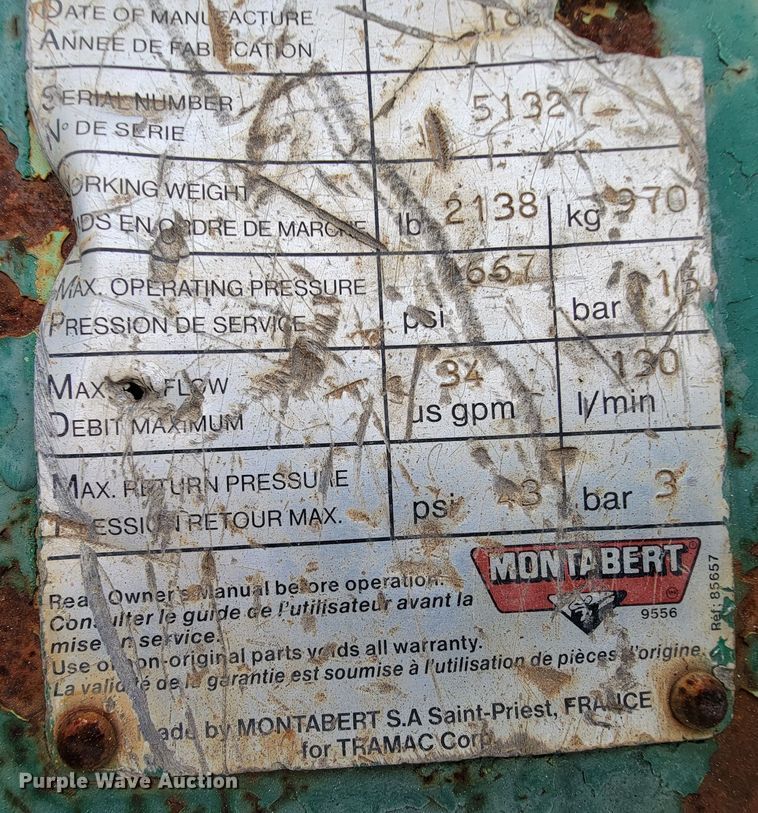 DATE OF MANUFACTURE
ANNEE DE FABRICATION
SERIAL NUMBER 51327
N° DE SERIE
WORKING WEIGHT
POIDS EN ORDRE DE MARCHE lb 2138 kg 970
MAX. OPERATING PRESSURE
PRESSION DE SERVICE psi bar
MAX. OIL FLOW 34 130
DEBIT MAXIMUM us gpm l/min
MAX. RETURN PRESSURE
PRESSION RETOUR MAX. psi 43 bar 3
MONTABERT
9556
Ref: 85657
Read Owner's Manual before operation.
Consulter le guide de l'utilisateur avant la
mise en service.
Use of non-original parts voids all warranty.
La validité de la garantie est soumise à l'utilisation de pièces d'origine.
Made by MONTABERT S.A Saint-Priest, FRANCE
for TRAMAC Corp.
Purple Wave Auction